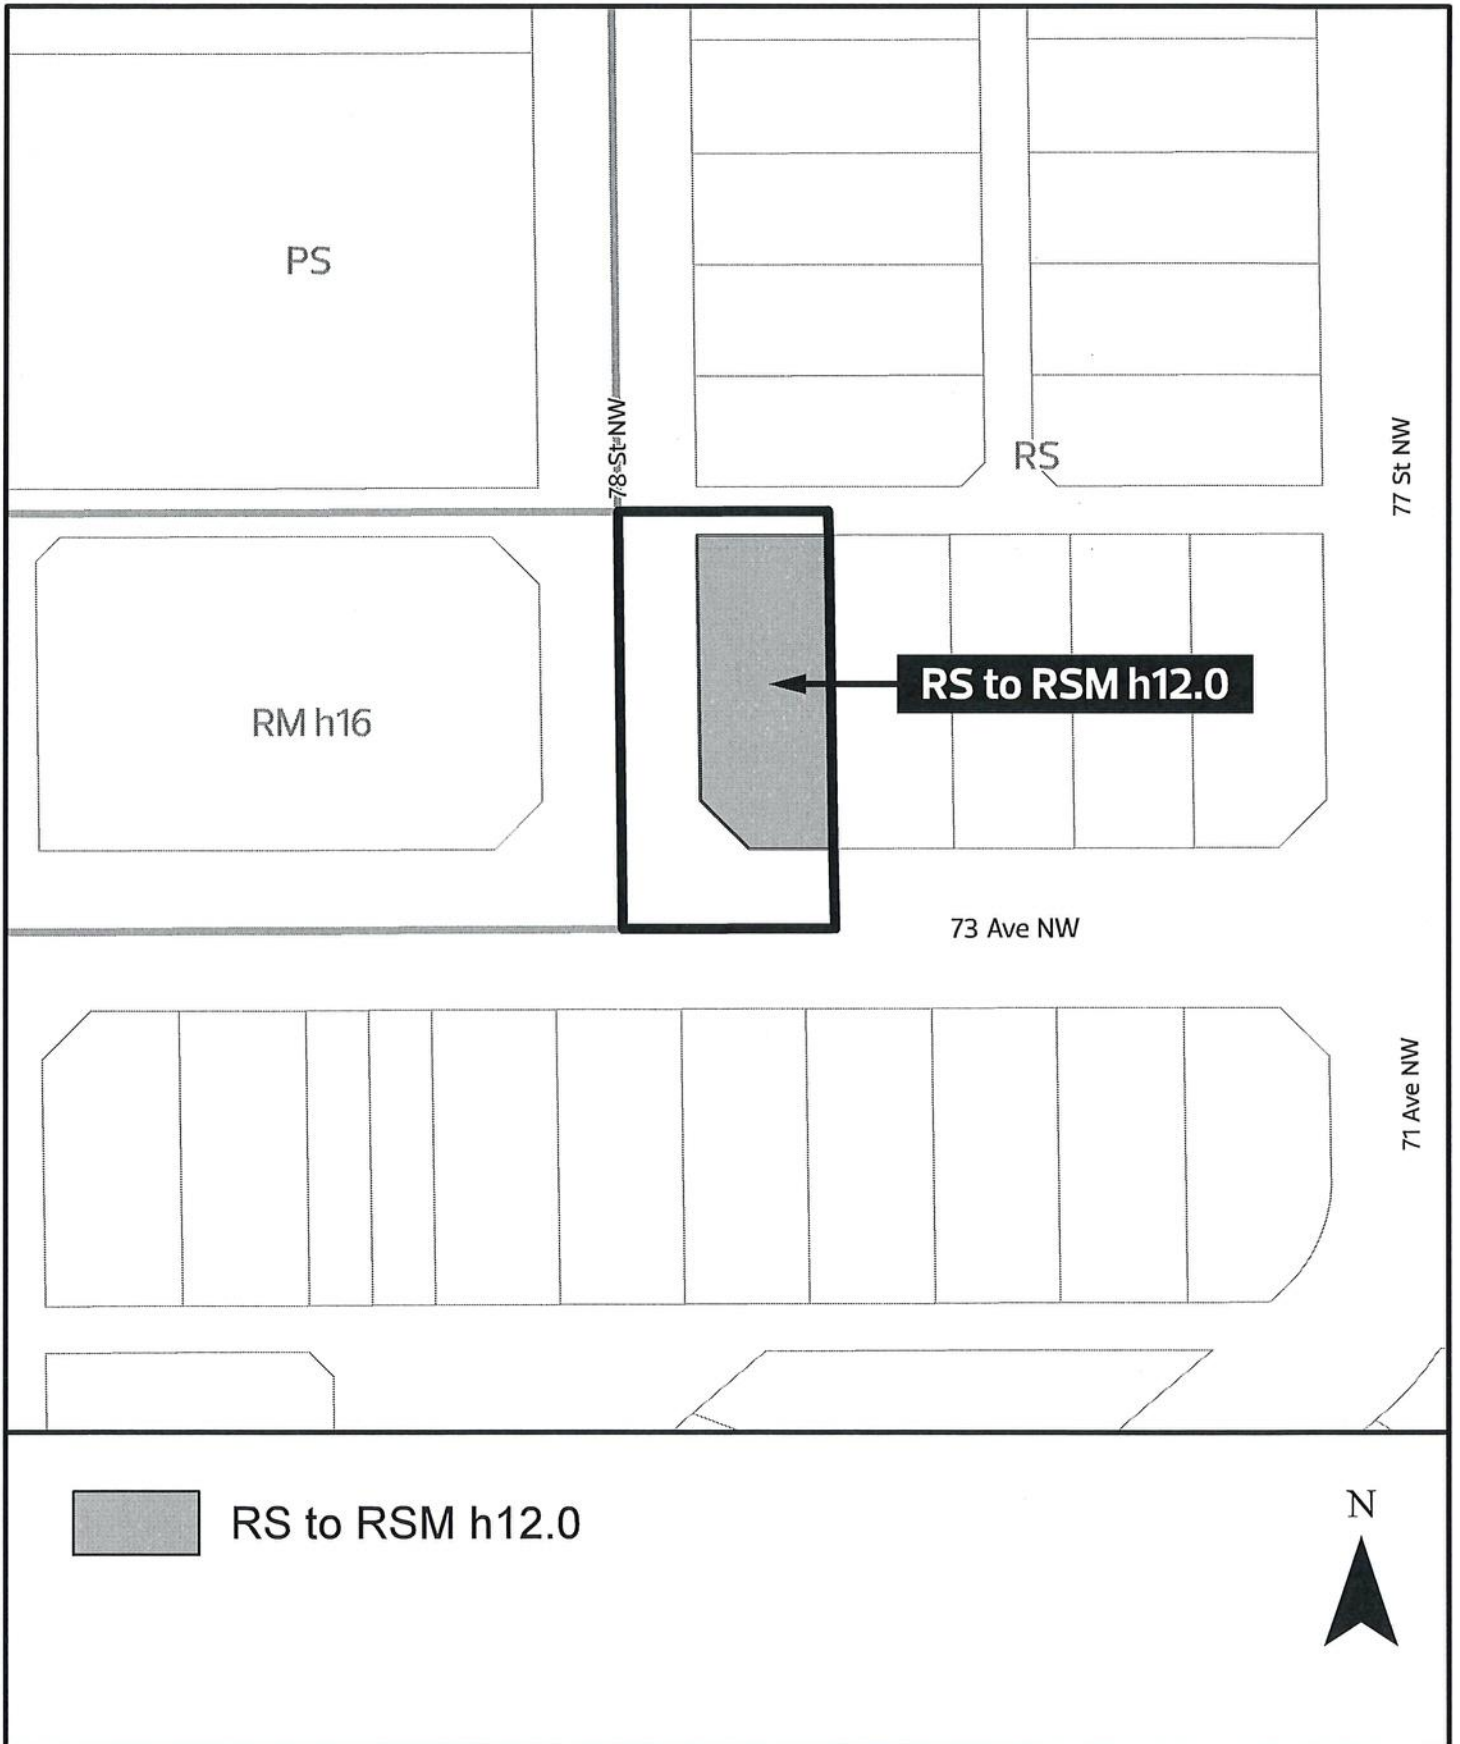 PS
78 St NW
RS
77 St NW
RM h16
RS to RSM h12.0
73 Ave NW
71 Ave NW
RS to RSM h12.0
N